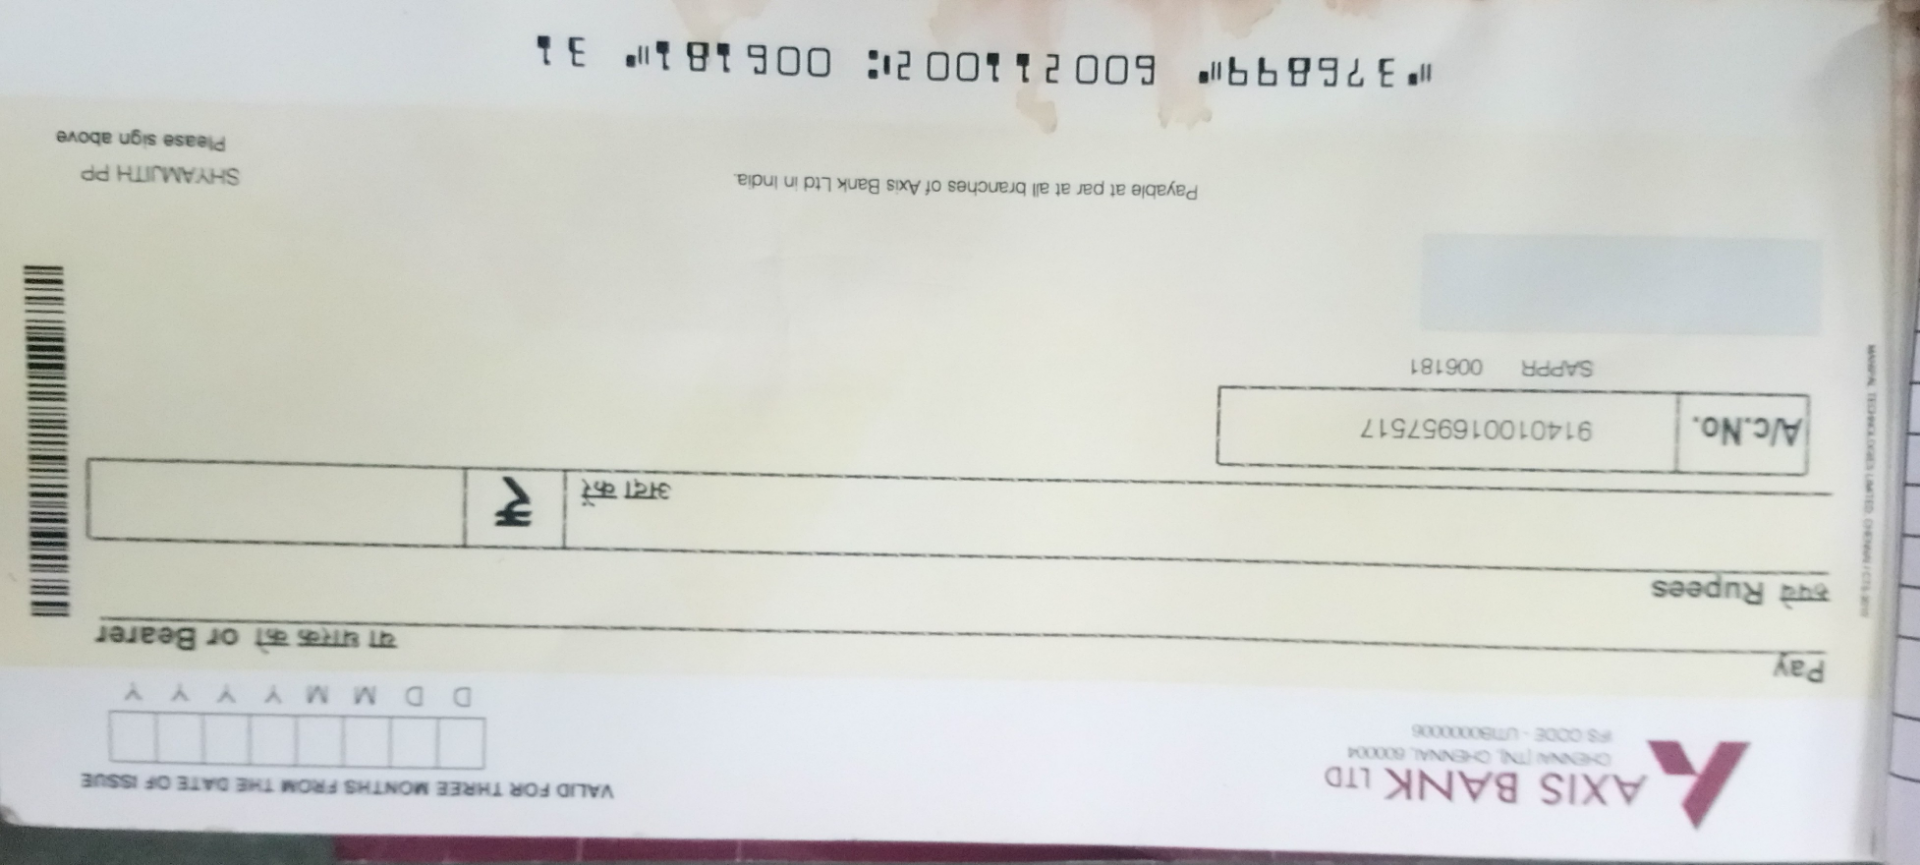 AXIS BANK LTD
CHENNAI [TN], CHENNAI, 600004
IFS CODE - UTIB0000006
VALID FOR THREE MONTHS FROM THE DATE OF ISSUE
D D M M Y Y Y Y
Pay
या धारक को or Bearer
रुपये Rupees
अदा करें
₹
A/c.No.
914010016957517
SAPPR 006181
Payable at par at all branches of Axis Bank Ltd in India.
SHYAMJITH PP
Please sign above
⑈376899⑈ 600211002⑆ 006181⑈ 31